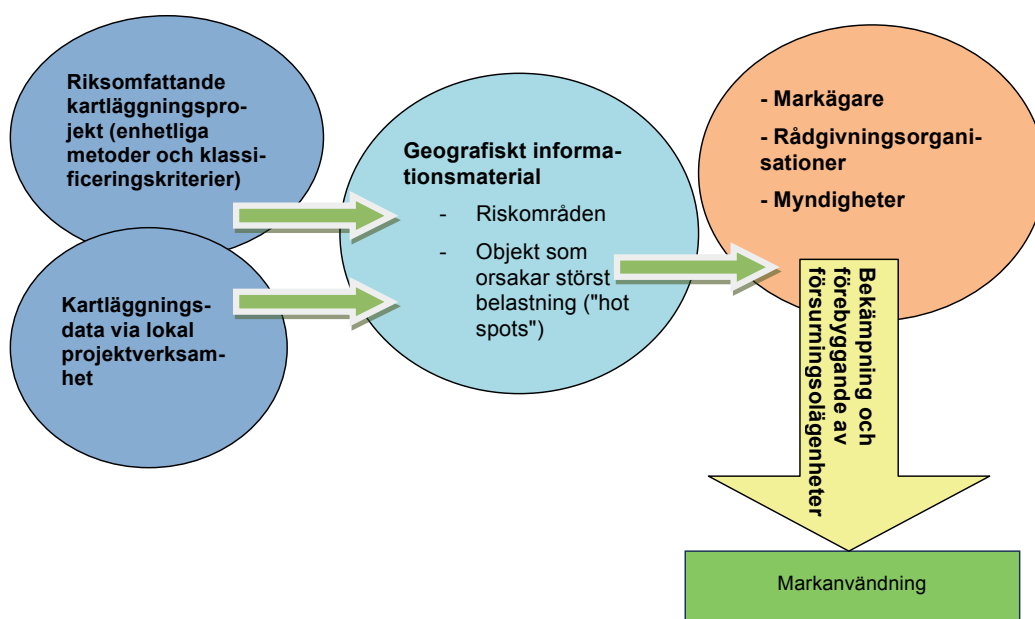 Riksomfattande
kartläggningspro-
jekt (enhetliga
metoder och klassi-
ficeringskriterier)
Kartläggnings-
data via lokal
projektverksam-
het
Geografiskt informa-
tionsmaterial
- Riskområden
- Objekt som
orsakar störst
belastning ("hot
spots")
- Markägare
- Rådgivningsorgani-
sationer
- Myndigheter
Bekämpning och
förebyggande av
försurningsolägenheter
Markanvändning